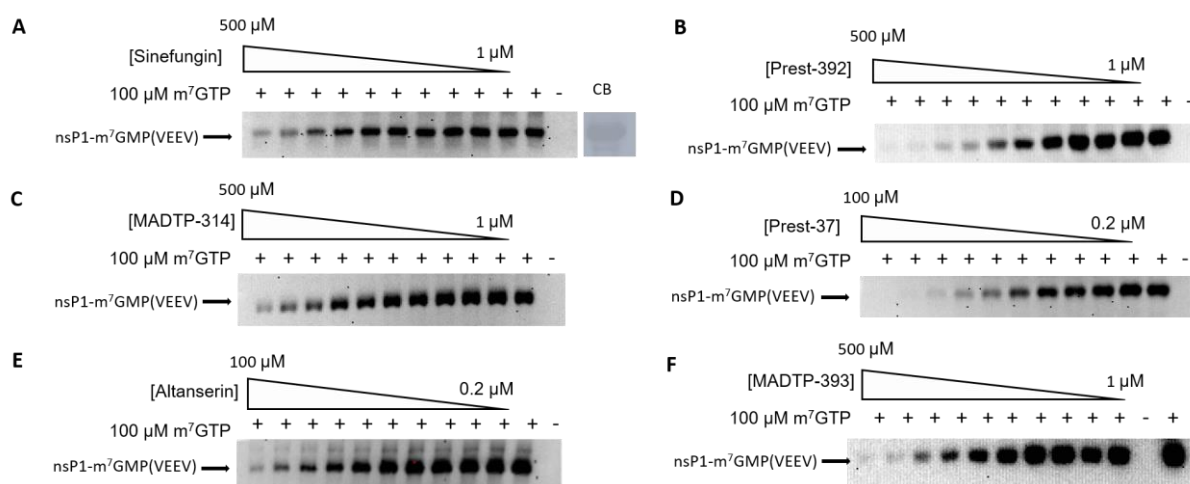 A
500 µM
[Sinefungin]
1 µM
100 µM m⁷GTP + + + + + + + + + + + -
CB
nsP1-m⁷GMP(VEEV)
B
500 µM
[Prest-392]
1 µM
100 µM m⁷GTP + + + + + + + + + + + -
nsP1-m⁷GMP(VEEV)
C
500 µM
[MADTP-314]
1 µM
100 µM m⁷GTP + + + + + + + + + + + -
nsP1-m⁷GMP(VEEV)
D
100 µM
[Prest-37]
0.2 µM
100 µM m⁷GTP + + + + + + + + + + + -
nsP1-m⁷GMP(VEEV)
E
100 µM
[Altanserin]
0.2 µM
100 µM m⁷GTP + + + + + + + + + + + -
nsP1-m⁷GMP(VEEV)
F
500 µM
[MADTP-393]
1 µM
100 µM m⁷GTP + + + + + + + + + + - +
nsP1-m⁷GMP(VEEV)